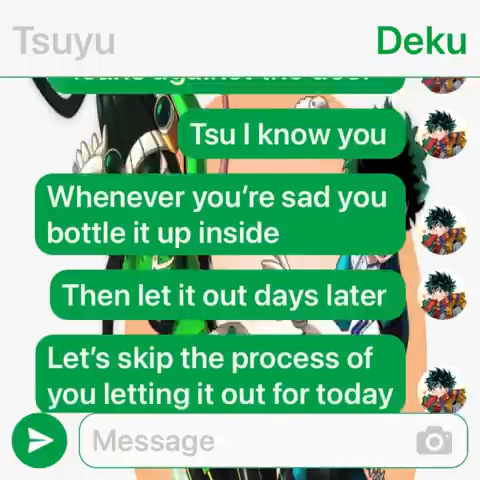 Tsuyu
Deku
Tsu I know you
Whenever you're sad you
bottle it up inside
Then let it out days later
Let's skip the process of
you letting it out for today
Message